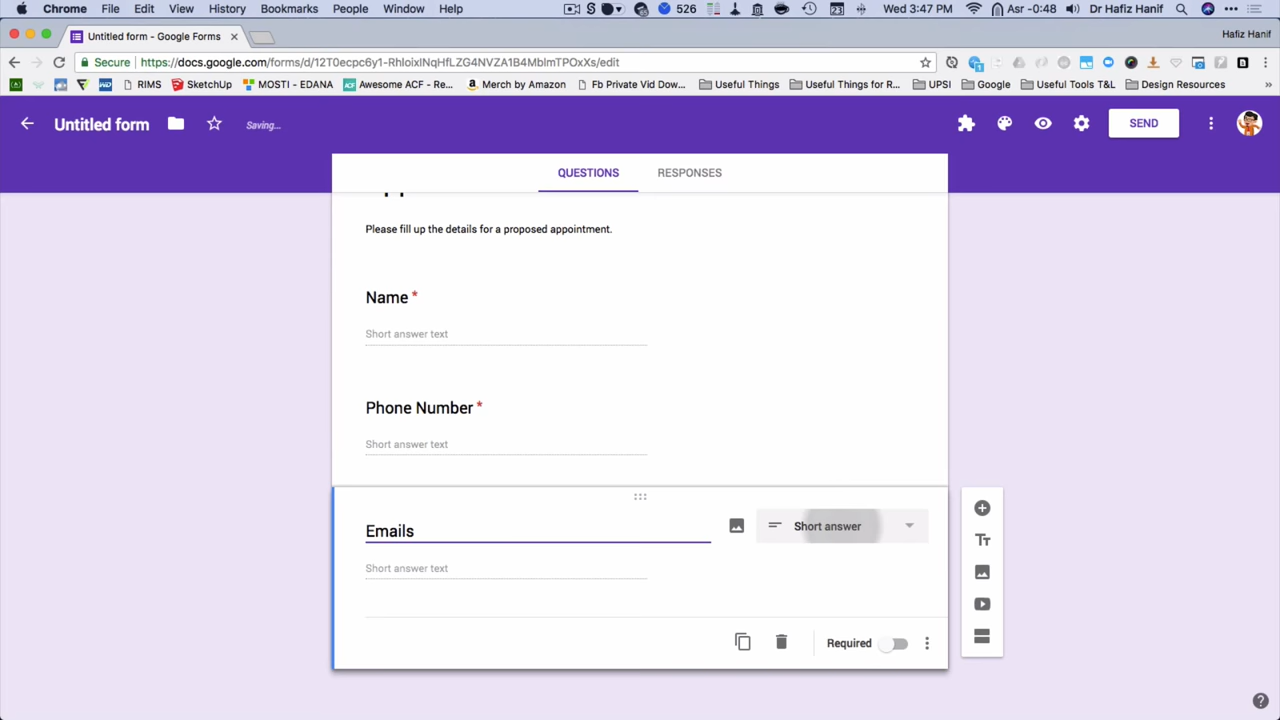 Chrome File Edit View History Bookmarks People Window Help 526 Wed 3:47 PM Asr -0:48 Dr Hafiz Hanif
Untitled form - Google Forms Hafiz Hanif
Secure https://docs.google.com/forms/d/12T0ecpc6y1-RhloixINqHfLZG4NVZA1B4MblmTPOxXs/edit
RIMS SketchUp MOSTI - EDANA Awesome ACF - Re... Merch by Amazon Fb Private Vid Dow... Useful Things Useful Things for R... UPSI Google Useful Tools T&L Design Resources »
Untitled form Saving... SEND
QUESTIONS RESPONSES
Please fill up the details for a proposed appointment.
Name *
Short answer text
Phone Number *
Short answer text
Emails Short answer
Short answer text
Required